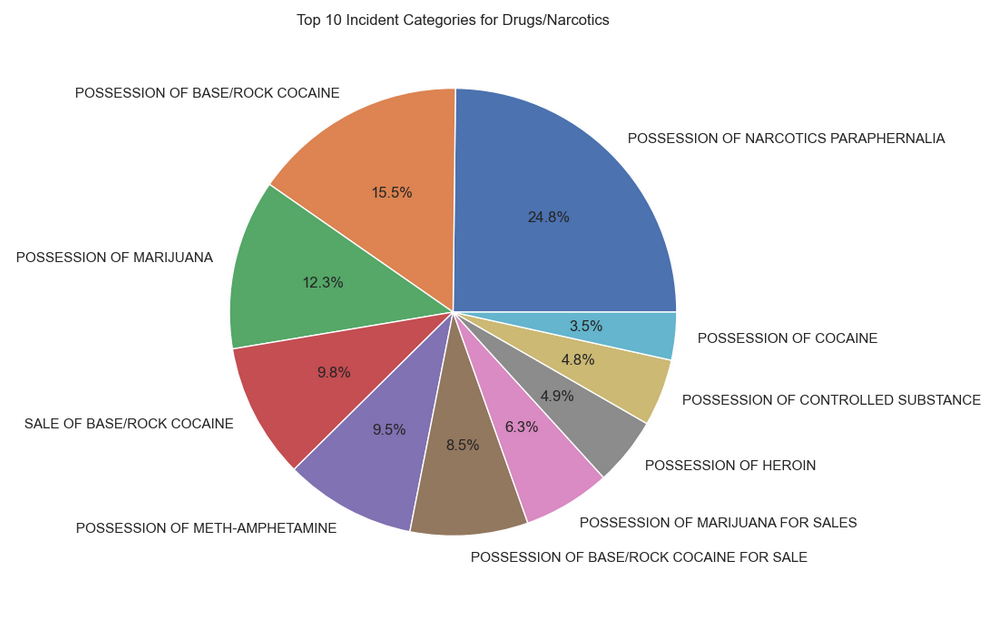 Top 10 Incident Categories for Drugs/Narcotics
POSSESSION OF BASE/ROCK COCAINE
POSSESSION OF NARCOTICS PARAPHERNALIA
15.5%
24.8%
POSSESSION OF MARIJUANA
12.3%
3.5%
POSSESSION OF COCAINE
4.8%
9.8%
4.9%
POSSESSION OF CONTROLLED SUBSTANCE
SALE OF BASE/ROCK COCAINE
9.5%
6.3%
8.5%
POSSESSION OF HEROIN
POSSESSION OF METH-AMPHETAMINE
POSSESSION OF MARIJUANA FOR SALES
POSSESSION OF BASE/ROCK COCAINE FOR SALE